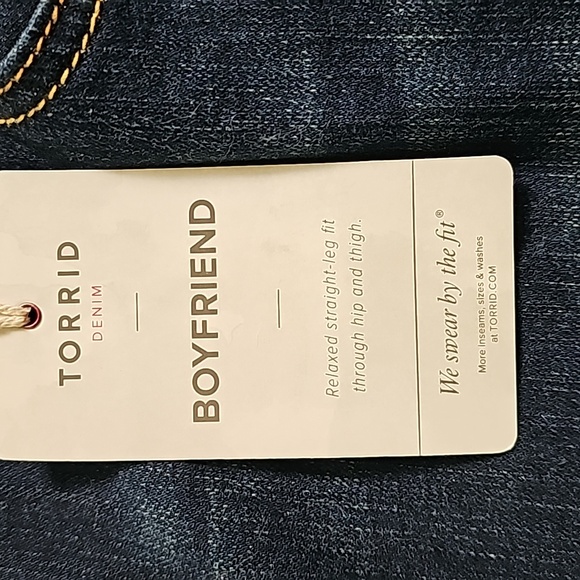 TORRID
DENIM
BOYFRIEND
Relaxed straight-leg fit
through hip and thigh.
We swear by the fit®
More Inseams, sizes & washes
at TORRID.COM